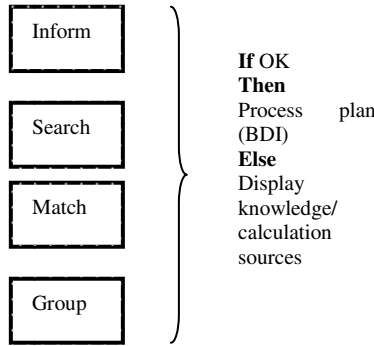 Inform
Search
Match
Group
If OK
Then
Process plan
(BDI)
Else
Display
knowledge/
calculation
sources